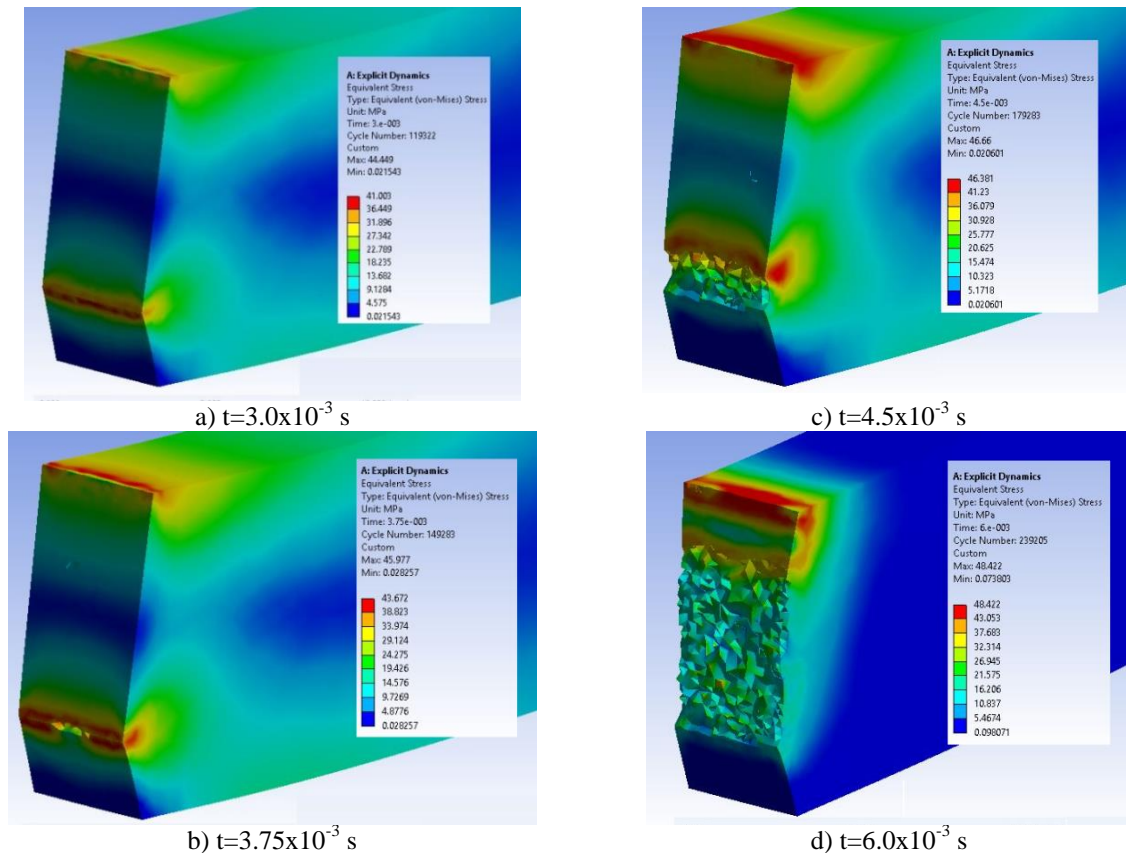 A: Explicit Dynamics
Equivalent Stress
Type: Equivalent (von-Mises) Stress
Unit: MPa
Time: 3.e-003
Cycle Number: 119322
Custom
Max: 44.449
Min: 0.021543
41.003
36.449
31.896
27.342
22.789
18.235
13.682
9.1284
4.575
0.021543
a) t=3.0x10⁻³ s
A: Explicit Dynamics
Equivalent Stress
Type: Equivalent (von-Mises) Stress
Unit: MPa
Time: 3.75e-003
Cycle Number: 149283
Custom
Max: 45.977
Min: 0.028257
43.672
38.823
33.974
29.124
24.275
19.426
14.576
9.7269
4.8776
0.028257
b) t=3.75x10⁻³ s
A: Explicit Dynamics
Equivalent Stress
Type: Equivalent (von-Mises) Stress
Unit: MPa
Time: 4.5e-003
Cycle Number: 179283
Custom
Max: 46.66
Min: 0.020601
46.381
41.23
36.079
30.928
25.777
20.625
15.474
10.323
5.1718
0.020601
c) t=4.5x10⁻³ s
A: Explicit Dynamics
Equivalent Stress
Type: Equivalent (von-Mises) Stress
Unit: MPa
Time: 6.e-003
Cycle Number: 239205
Custom
Max: 48.422
Min: 0.073803
48.422
43.053
37.683
32.314
26.945
21.575
16.206
10.837
5.4674
0.098071
d) t=6.0x10⁻³ s